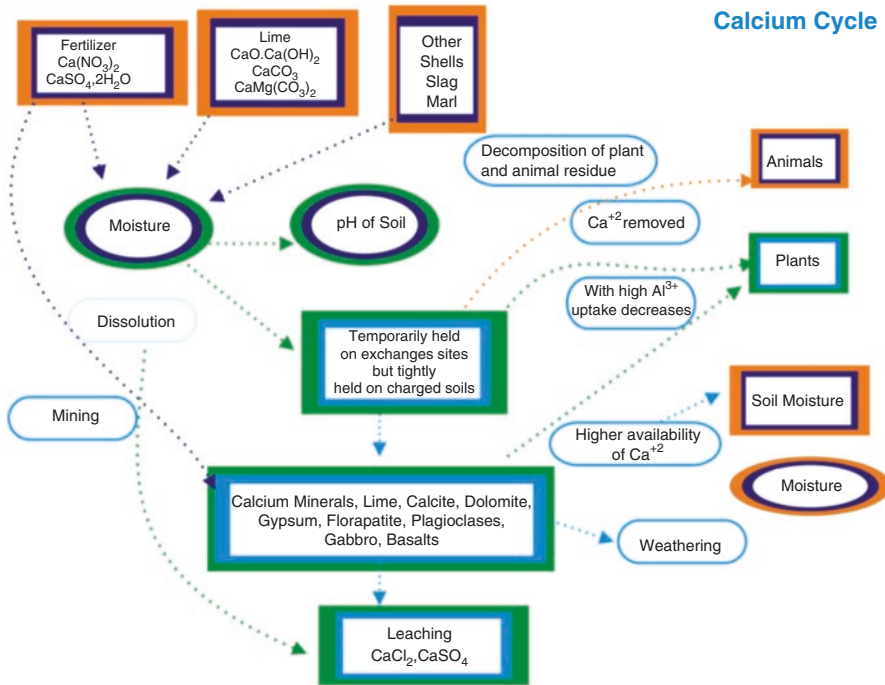 Calcium Cycle
Fertilizer
Ca(NO₃)₂
CaSO₄,2H₂O
Lime
CaO.Ca(OH)₂
CaCO₃
CaMg(CO₃)₂
Other
Shells
Slag
Marl
Decomposition of plant
and animal residue
Animals
Moisture
pH of Soil
Ca⁺² removed
Plants
With high Al³⁺
uptake decreases
Dissolution
Temporarily held
on exchanges sites
but tightly
held on charged soils
Mining
Soil Moisture
Higher availability
of Ca⁺²
Moisture
Calcium Minerals, Lime, Calcite, Dolomite,
Gypsum, Florapatite, Plagioclases,
Gabbro, Basalts
Weathering
Leaching
CaCl₂,CaSO₄